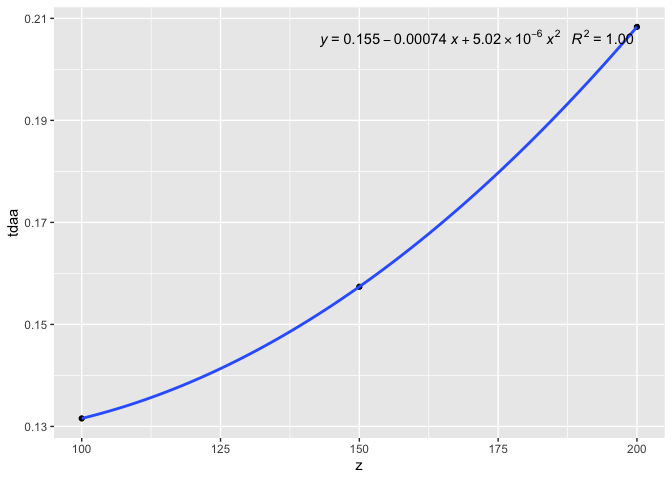 0.21
y = 0.155 − 0.00074 x + 5.02 × 10⁻⁶ x² R² = 1.00
0.19
0.17
0.15
0.13
tdaa
100 125 150 175 200
z